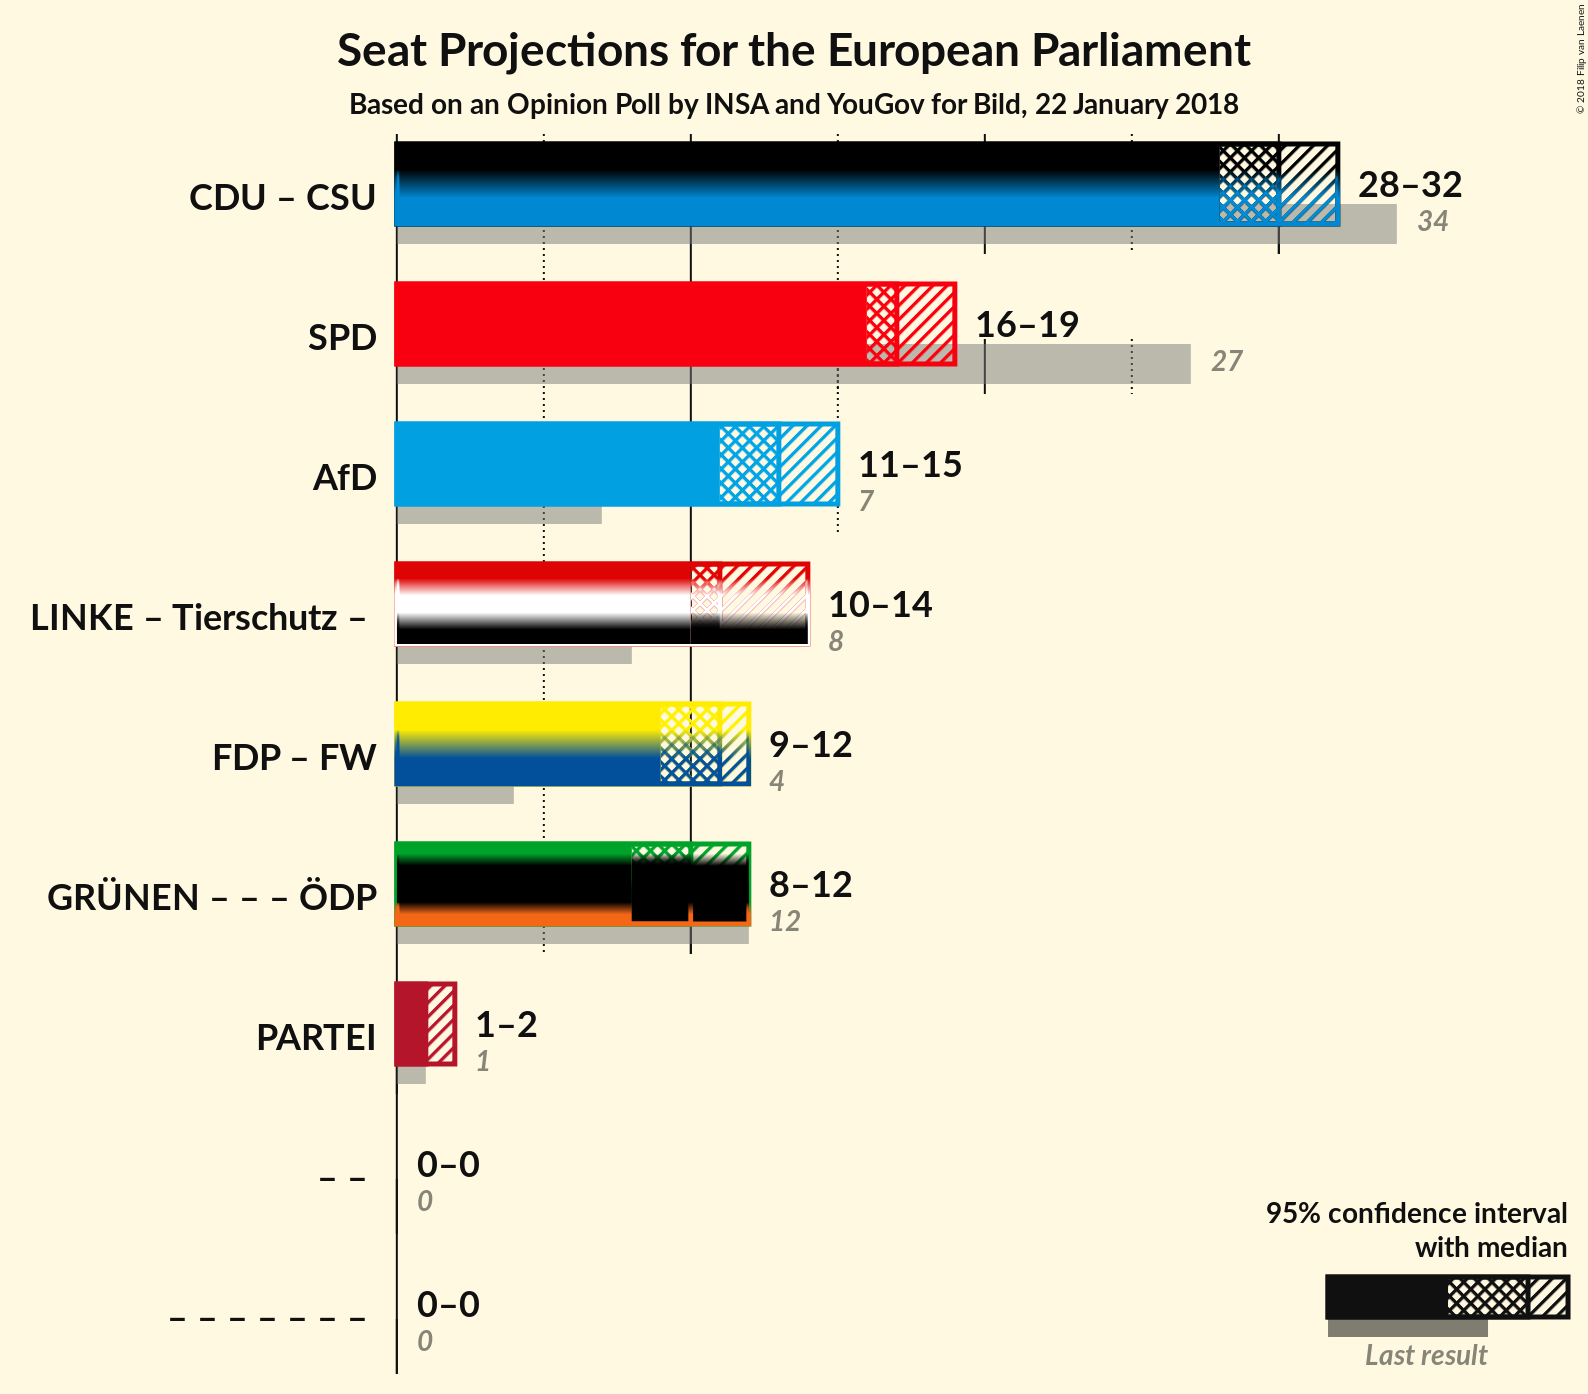 Seat Projections for the European Parliament
Based on an Opinion Poll by INSA and YouGov for Bild, 22 January 2018
© 2018 Filip van Laenen
CDU – CSU
28–32
34
SPD
16–19
27
AfD
11–15
7
LINKE – Tierschutz –
10–14
8
FDP – FW
9–12
4
GRÜNEN – – – ÖDP
8–12
12
PARTEI
1–2
1
– –
0–0
0
– – – – – – –
0–0
0
95% confidence interval
with median
Last result